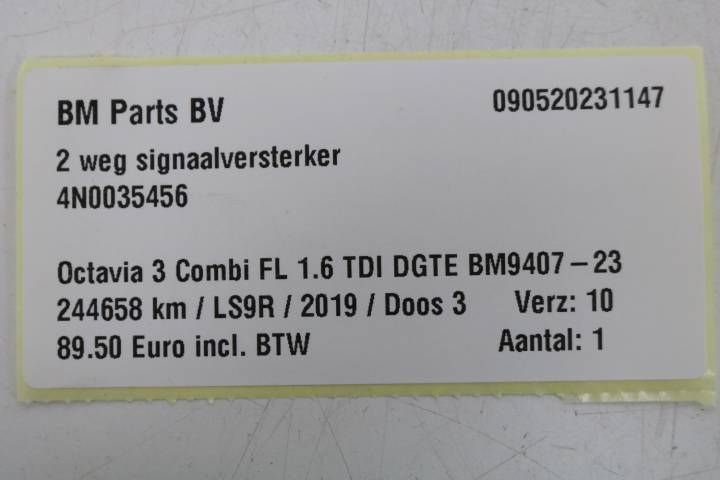 BM Parts BV 090520231147
2 weg signaalversterker
4N0035456
Octavia 3 Combi FL 1.6 TDI DGTE BM9407-23
244658 km / LS9R / 2019 / Doos 3 Verz: 10
89.50 Euro incl. BTW Aantal: 1